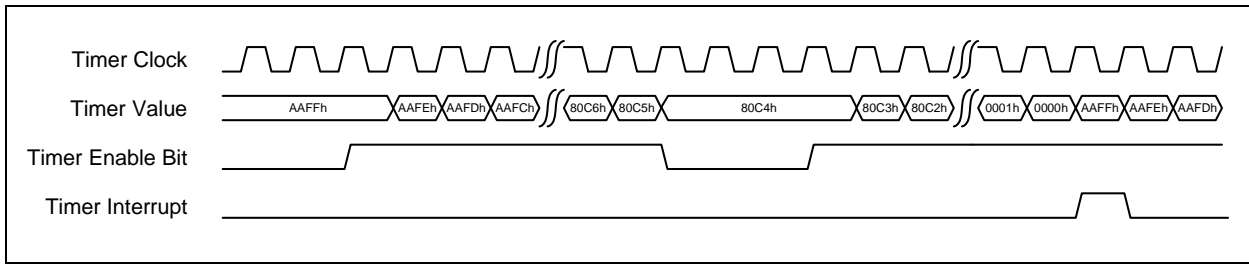 Timer Clock
Timer Value AAFFh AAFEh AAFDh AAFCh 80C6h 80C5h 80C4h 80C3h 80C2h 0001h 0000h AAFFh AAFEh AAFDh
Timer Enable Bit
Timer Interrupt